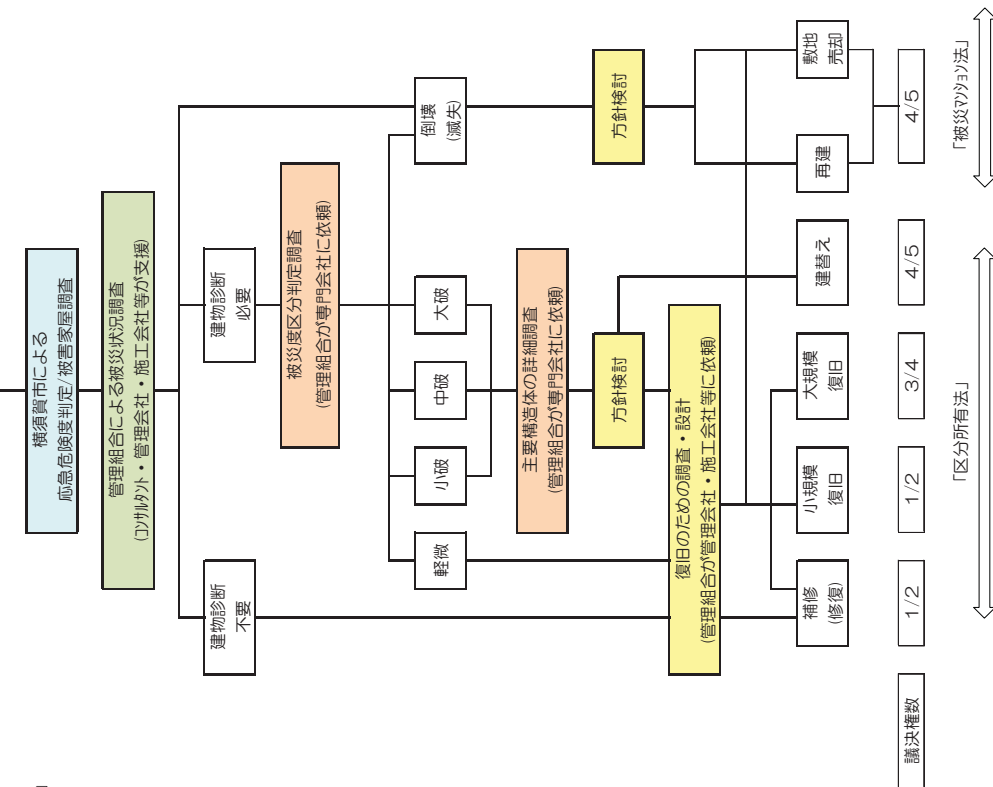 横須賀市による
応急危険度判定/被害家屋調査
管理組合による被災状況調査
(コンサルタント・管理会社・施工会社等が支援)
建物診断
不要
建物診断
必要
被災度区分判定調査
(管理組合が専門会社に依頼)
軽微
小破
中破
大破
倒壊
(滅失)
主要構造体の詳細調査
(管理組合が専門会社に依頼)
方針検討
方針検討
復旧のための調査・設計
(管理組合が管理会社・施工会社等に依頼)
補修
(修復)
小規模
復旧
大規模
復旧
建替え
再建
敷地
売却
議決権数
1/2
1/2
3/4
4/5
4/5
「区分所有法」
「被災マンション法」